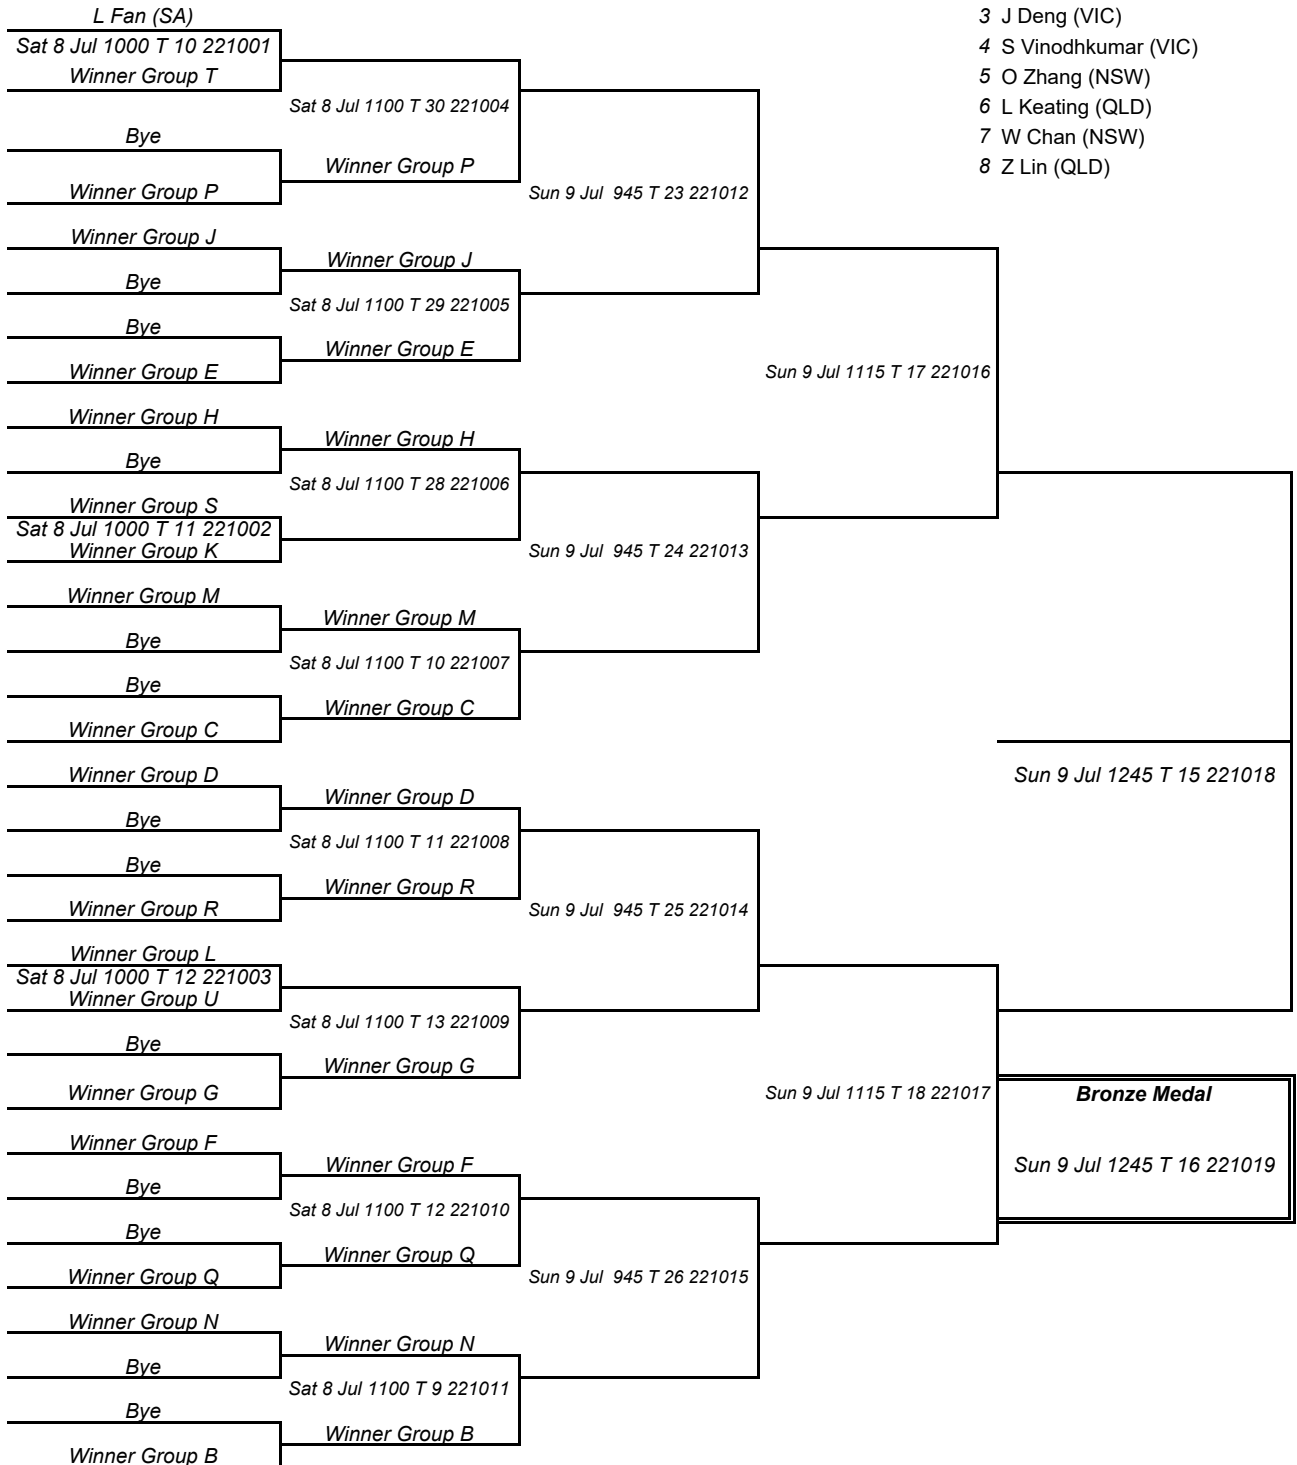 L Fan (SA)
Sat 8 Jul 1000 T 10 221001
Winner Group T
Bye
Winner Group P
Winner Group J
Bye
Bye
Winner Group E
Winner Group H
Bye
Winner Group S
Sat 8 Jul 1000 T 11 221002
Winner Group K
Winner Group M
Bye
Bye
Winner Group C
Winner Group D
Bye
Bye
Winner Group R
Winner Group L
Sat 8 Jul 1000 T 12 221003
Winner Group U
Bye
Winner Group G
Winner Group F
Bye
Bye
Winner Group Q
Winner Group N
Bye
Bye
Winner Group B
Sat 8 Jul 1100 T 30 221004
Winner Group P
Winner Group J
Sat 8 Jul 1100 T 29 221005
Winner Group E
Winner Group H
Sat 8 Jul 1100 T 28 221006
Winner Group M
Sat 8 Jul 1100 T 10 221007
Winner Group C
Winner Group D
Sat 8 Jul 1100 T 11 221008
Winner Group R
Sat 8 Jul 1100 T 13 221009
Winner Group G
Winner Group F
Sat 8 Jul 1100 T 12 221010
Winner Group Q
Winner Group N
Sat 8 Jul 1100 T 9 221011
Winner Group B
Sun 9 Jul 945 T 23 221012
Sun 9 Jul 945 T 24 221013
Sun 9 Jul 945 T 25 221014
Sun 9 Jul 945 T 26 221015
Sun 9 Jul 1115 T 17 221016
Sun 9 Jul 1115 T 18 221017
3 J Deng (VIC)
4 S Vinodhkumar (VIC)
5 O Zhang (NSW)
6 L Keating (QLD)
7 W Chan (NSW)
8 Z Lin (QLD)
Sun 9 Jul 1245 T 15 221018
Bronze Medal
Sun 9 Jul 1245 T 16 221019